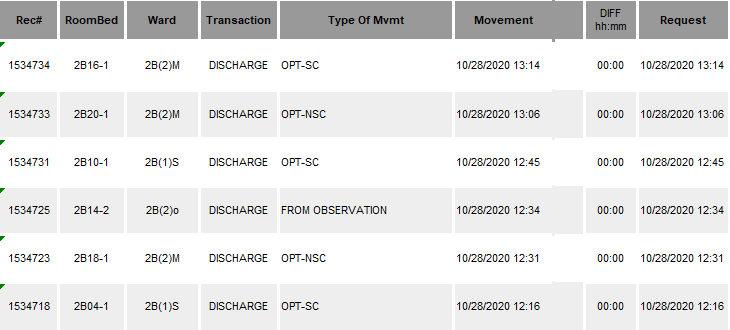 Rec# RoomBed Ward Transaction Type Of Mvmt Movement DIFF hh:mm Request
1534734 2B16-1 2B(2)M DISCHARGE OPT-SC 10/28/2020 13:14 00:00 10/28/2020 13:14
1534733 2B20-1 2B(2)M DISCHARGE OPT-NSC 10/28/2020 13:06 00:00 10/28/2020 13:06
1534731 2B10-1 2B(1)S DISCHARGE OPT-SC 10/28/2020 12:45 00:00 10/28/2020 12:45
1534725 2B14-2 2B(2)o DISCHARGE FROM OBSERVATION 10/28/2020 12:34 00:00 10/28/2020 12:34
1534723 2B18-1 2B(2)M DISCHARGE OPT-NSC 10/28/2020 12:31 00:00 10/28/2020 12:31
1534718 2B04-1 2B(1)S DISCHARGE OPT-SC 10/28/2020 12:16 00:00 10/28/2020 12:16